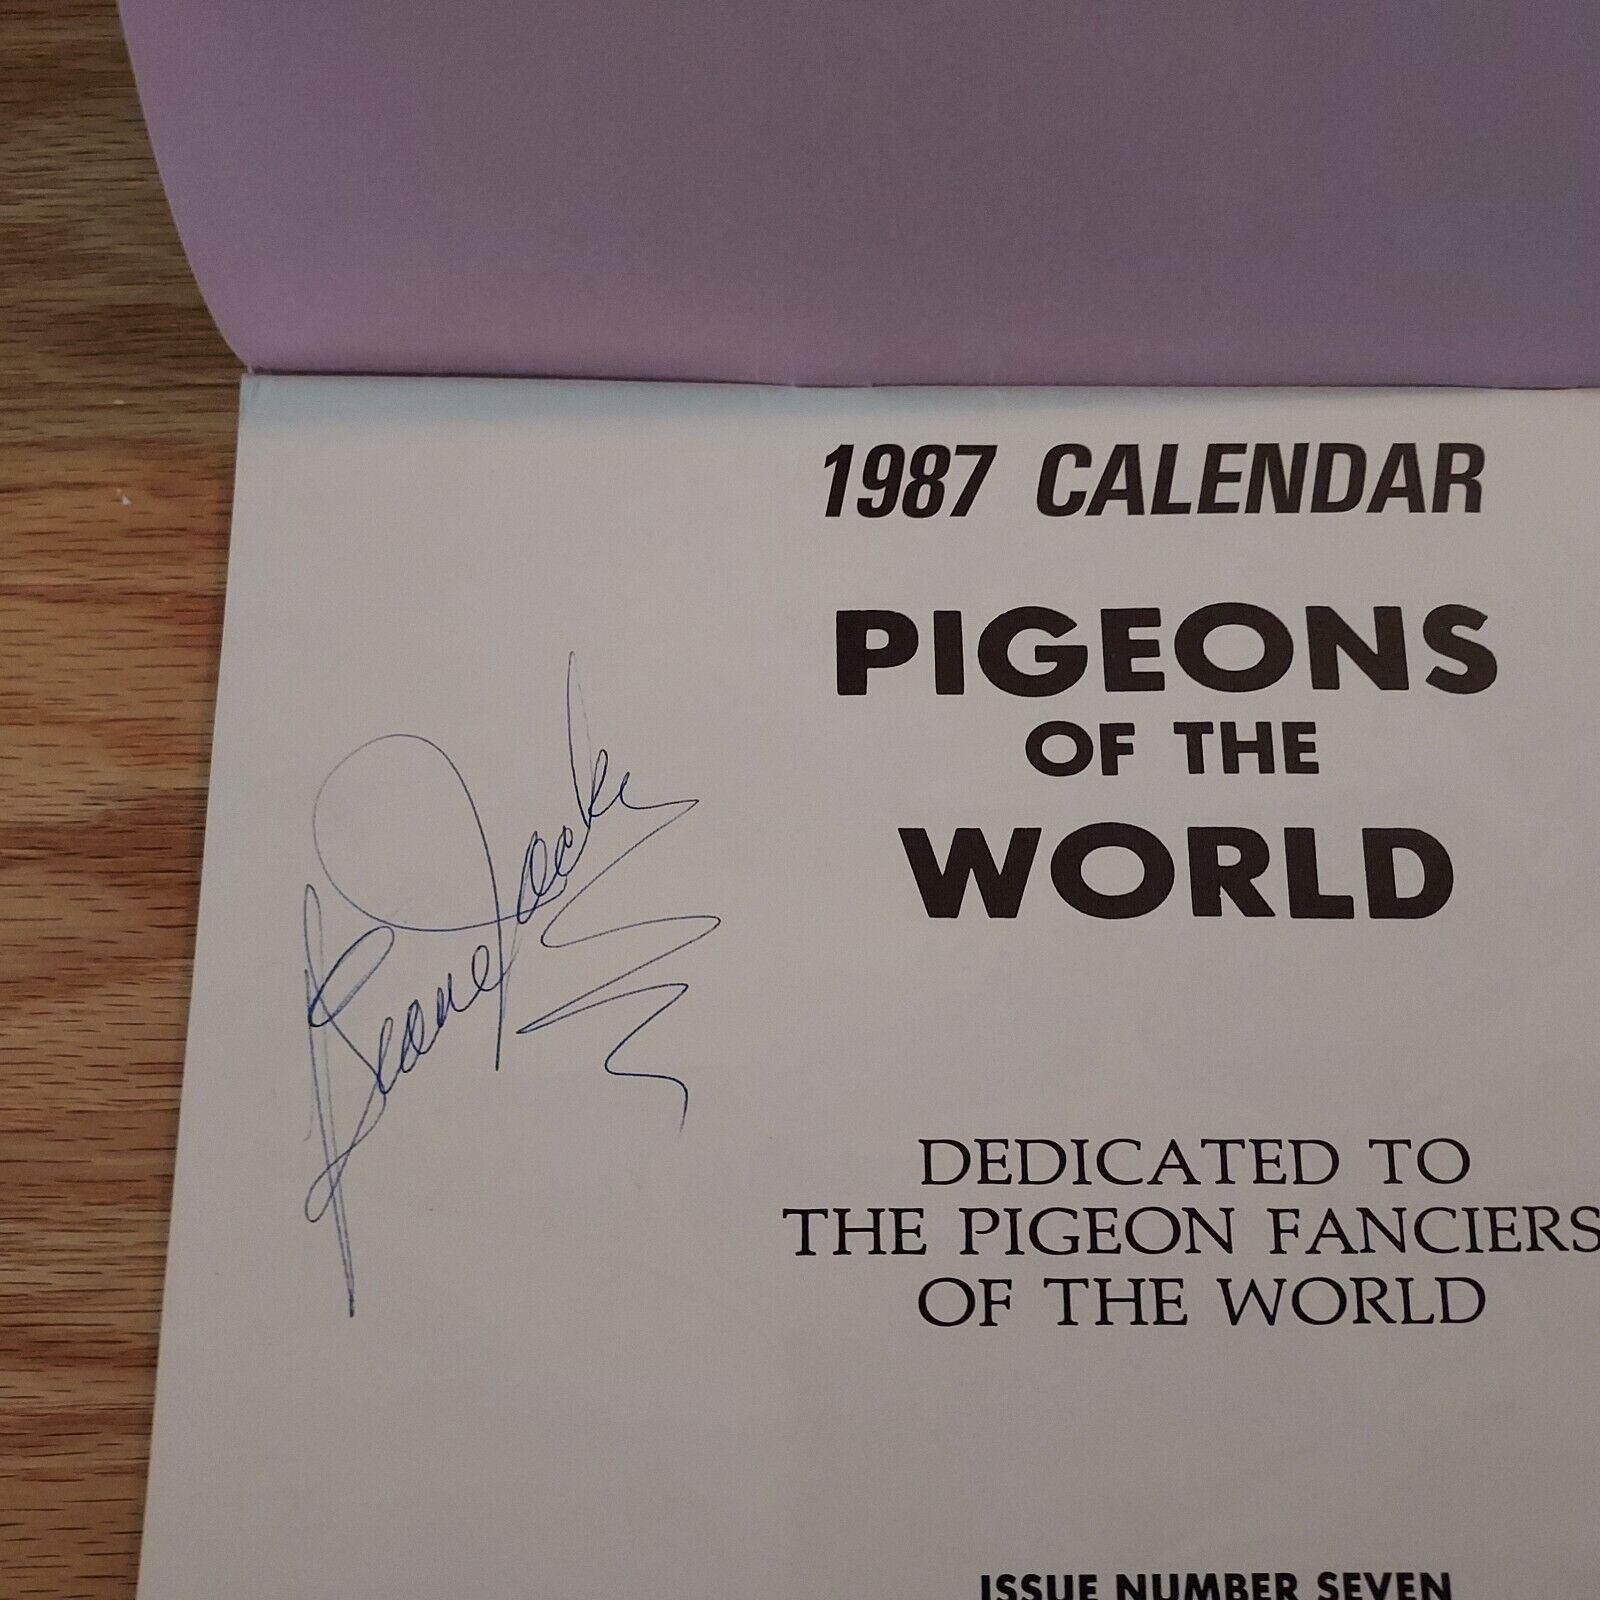 1987 CALENDAR
PIGEONS
OF THE
WORLD
DEDICATED TO
THE PIGEON FANCIERS
OF THE WORLD
ISSUE NUMBER SEVEN